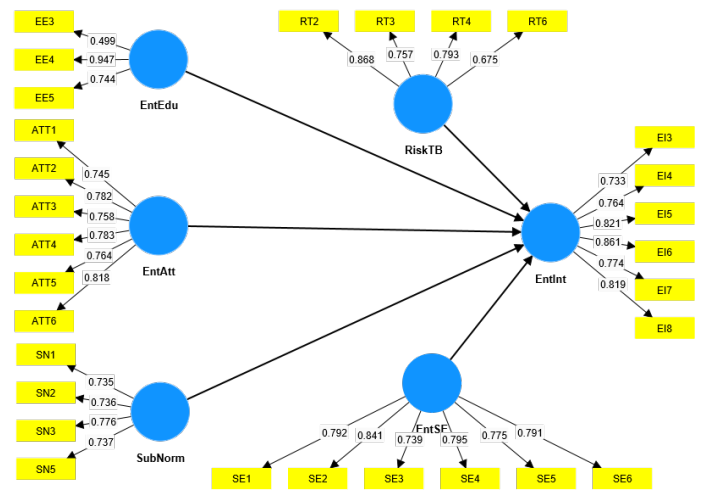 EE3
RT2
RT3
RT4
RT6
0.499
EE4
0.947
0.744
EE5
EntEdu
0.868
0.757
0.793
0.675
RiskTB
ATT1
ATT2
ATT3
ATT4
ATT5
ATT6
0.745
0.782
0.758
0.783
0.764
0.818
EntAtt
EI3
EI4
EI5
EI6
EI7
EI8
0.733
0.764
0.821
0.861
0.774
0.819
EntInt
SN1
SN2
SN3
SN5
0.735
0.736
0.776
0.737
SubNorm
EntSE
0.792
0.841
0.739
0.795
0.775
0.791
SE1
SE2
SE3
SE4
SE5
SE6